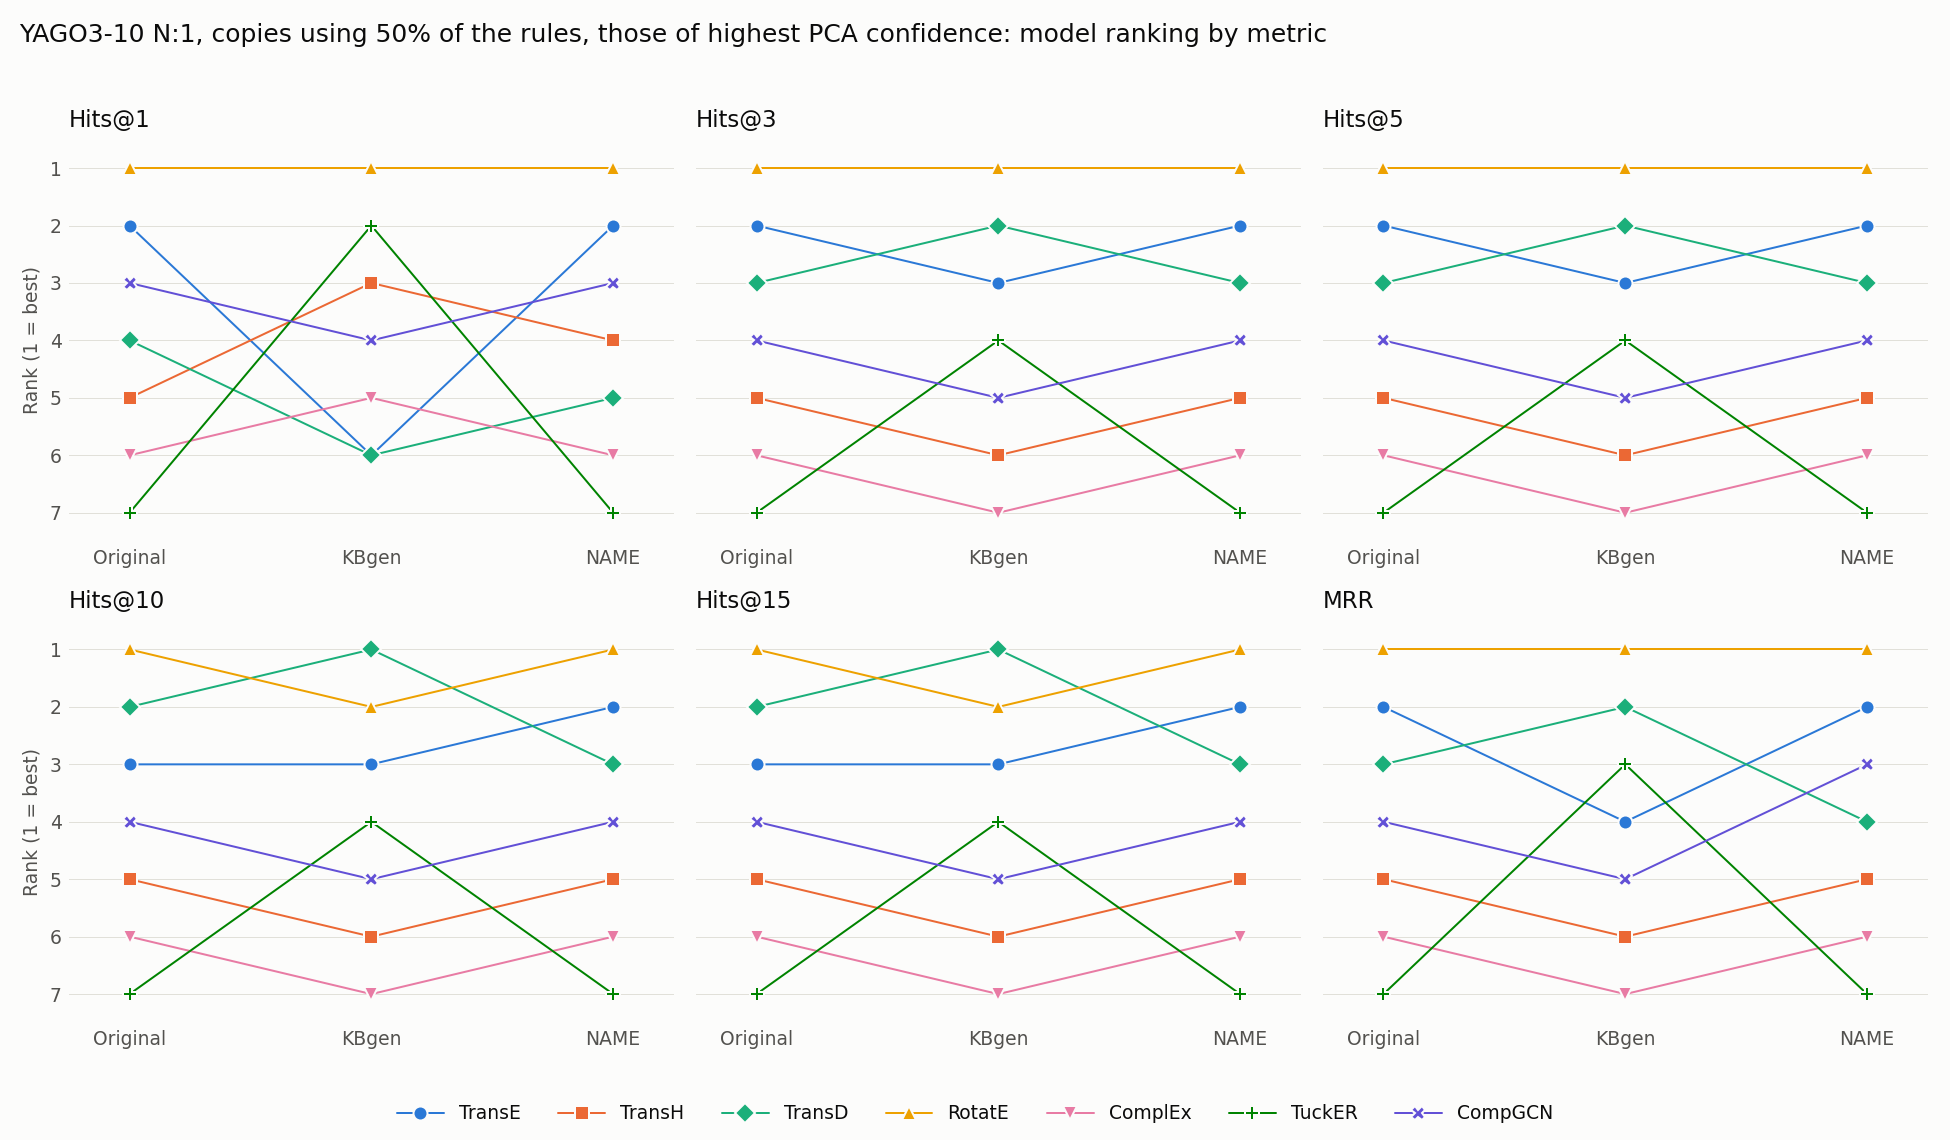 YAGO3-10 N:1, copies using 50% of the rules, those of highest PCA confidence: model ranking by metric
Hits@1
Hits@3
Hits@5
Rank (1 = best)
1
2
3
4
5
6
7
Original KBgen NAME
Original KBgen NAME
Original KBgen NAME
Hits@10
Hits@15
MRR
Rank (1 = best)
1
2
3
4
5
6
7
Original KBgen NAME
Original KBgen NAME
Original KBgen NAME
TransE TransH TransD RotatE ComplEx TuckER CompGCN